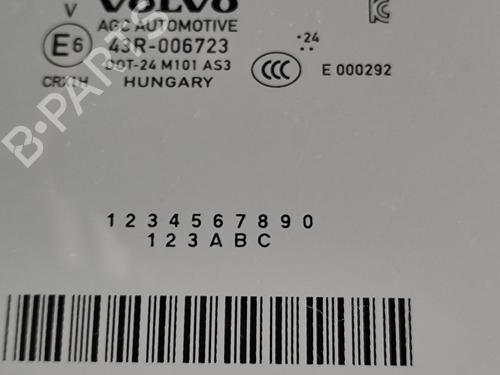 VOLVO
V
AGC AUTOMOTIVE
E6 43R-006723
DOT-24 M101 AS3
HUNGARY
CCC
·24
E 000292
1 2 3 4 5 6 7 8 9 0
1 2 3 A B C
B-PARTS